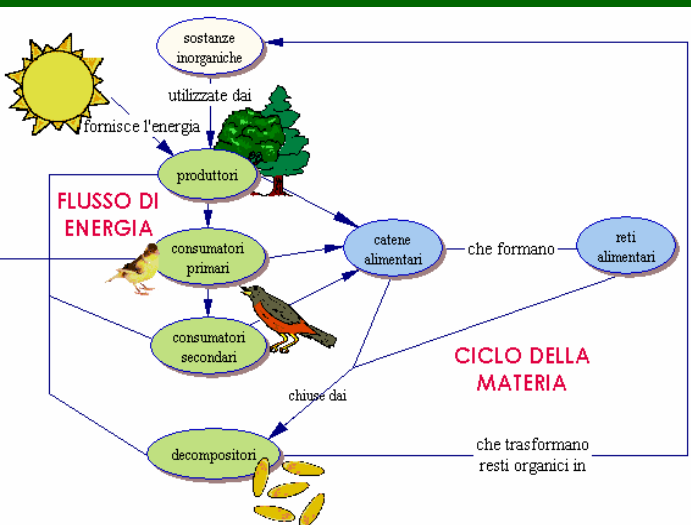 sostanze
inorganiche
utilizzate dai
fornisce l'energia
produttori
FLUSSO DI
ENERGIA
consumatori
primari
catene
alimentari
che formano
reti
alimentari
consumatori
secondari
CICLO DELLA
MATERIA
chiuse dai
decompositori
che trasformano
resti organici in